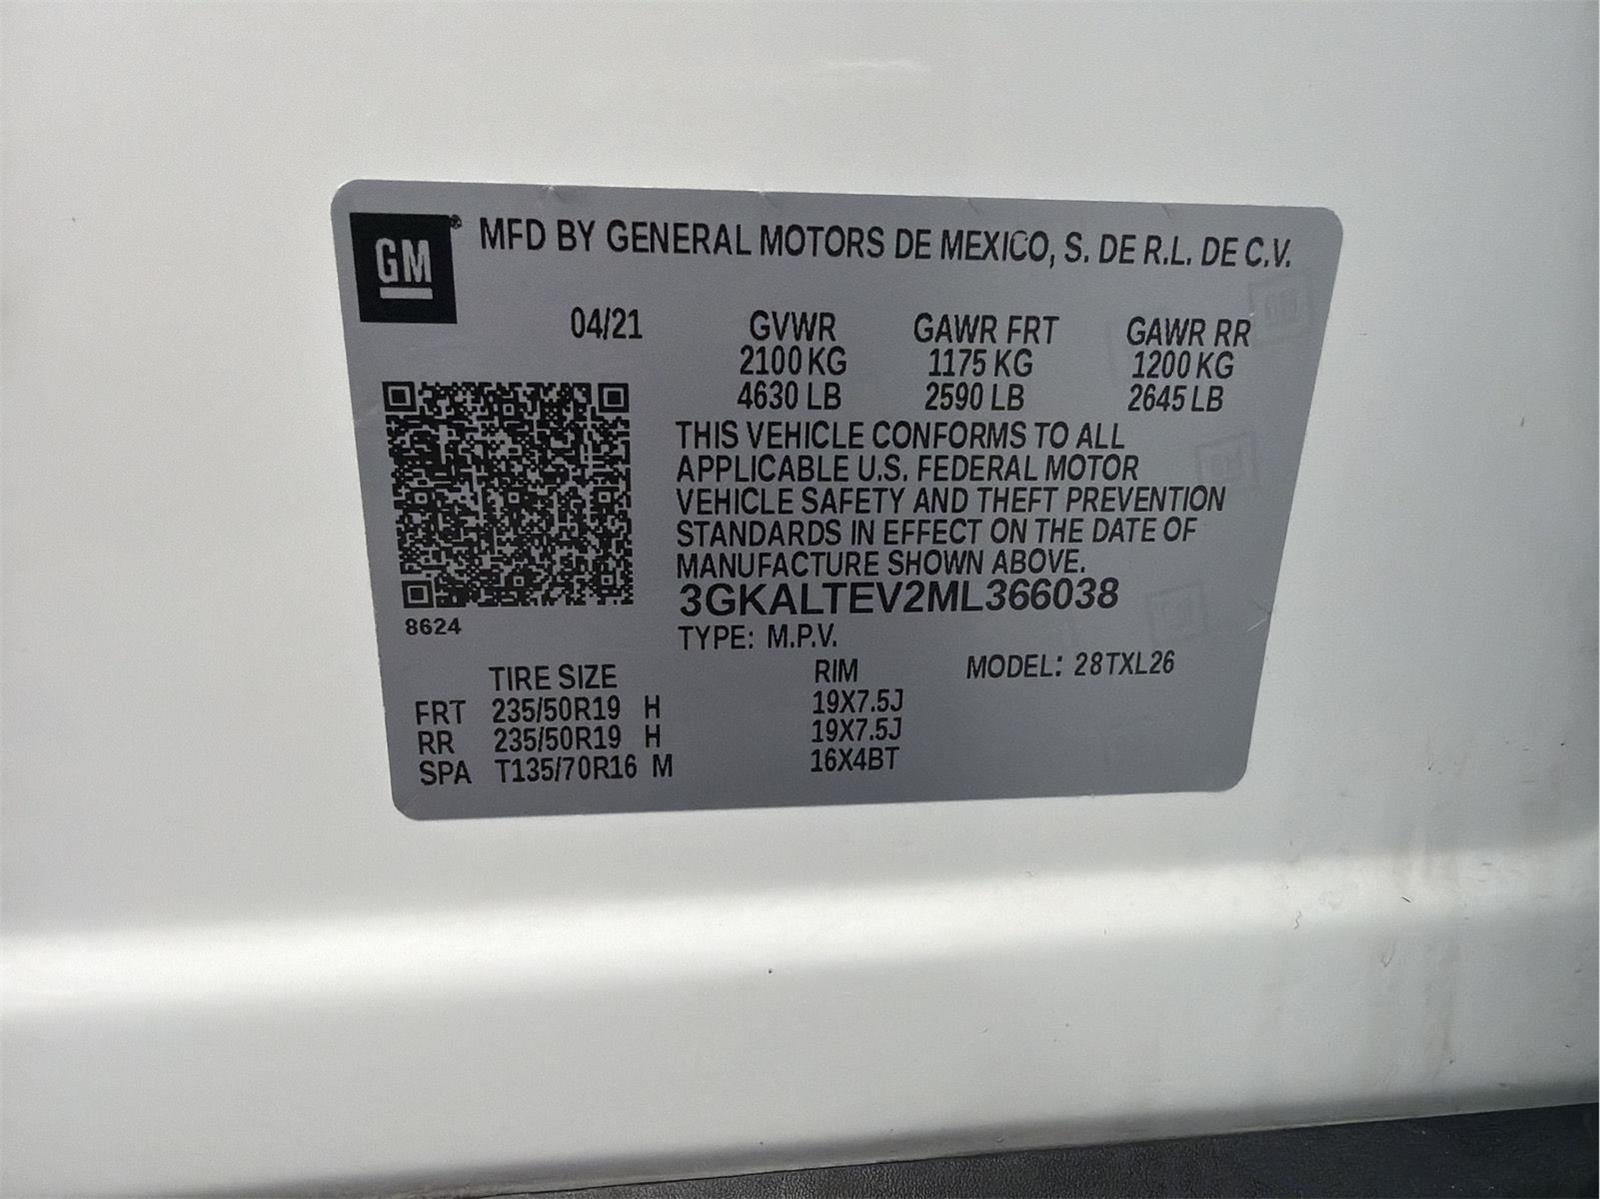 GM ® MFD BY GENERAL MOTORS DE MEXICO, S. DE R.L. DE C.V.
04/21 GVWR GAWR FRT GAWR RR
2100 KG 1175 KG 1200 KG
4630 LB 2590 LB 2645 LB
THIS VEHICLE CONFORMS TO ALL
APPLICABLE U.S. FEDERAL MOTOR
VEHICLE SAFETY AND THEFT PREVENTION
STANDARDS IN EFFECT ON THE DATE OF
MANUFACTURE SHOWN ABOVE.
3GKALTEV2ML366038
8624
TYPE: M.P.V.
TIRE SIZE RIM MODEL: 28TXL26
FRT 235/50R19 H 19X7.5J
RR 235/50R19 H 19X7.5J
SPA T135/70R16 M 16X4BT